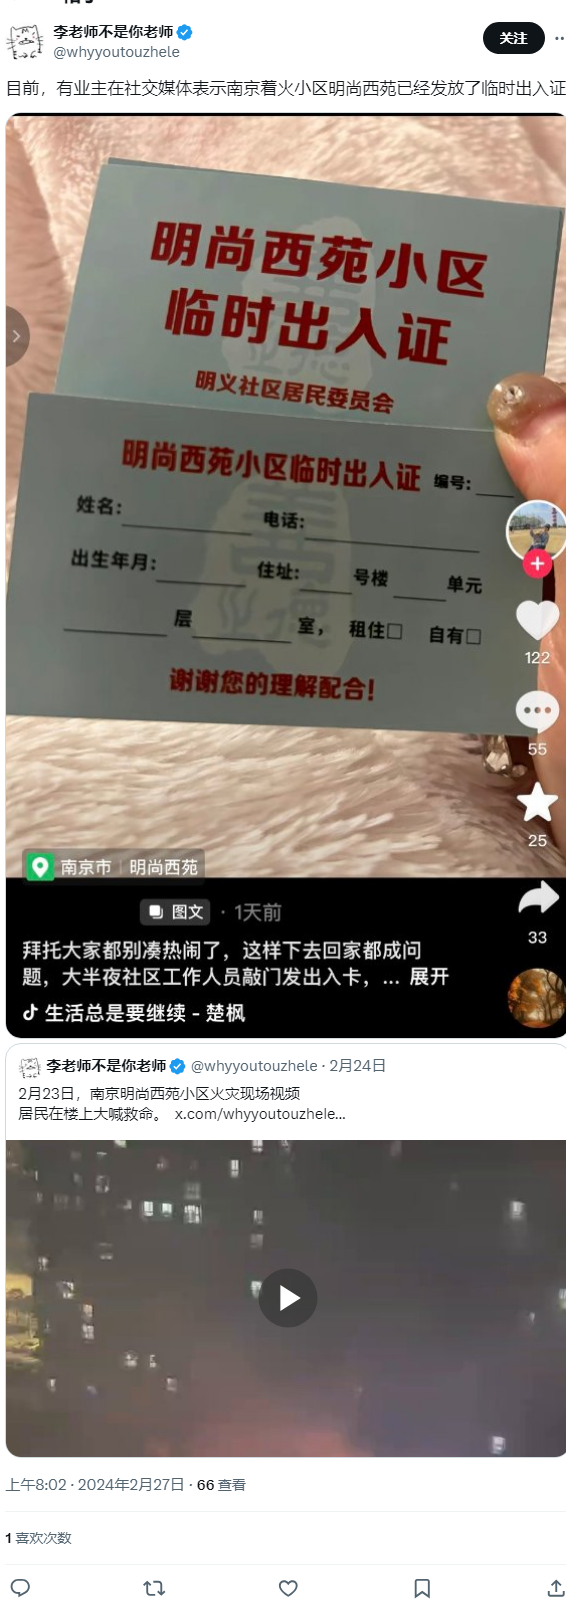 李老师不是你老师
@whyyoutouzhele
关注
目前，有业主在社交媒体表示南京着火小区明尚西苑已经发放了临时出入证
明尚西苑小区
临时出入证
明义社区居民委员会
明尚西苑小区临时出入证 编号:
姓名: 电话:
出生年月: 住址: 号楼 单元
层 室， 租住□ 自有□
谢谢您的理解配合!
122
55
25
33
南京市 明尚西苑
图文 · 1天前
拜托大家都别凑热闹了，这样下去回家都成问
题，大半夜社区工作人员敲门发出入卡，... 展开
生活总是要继续 - 楚枫
李老师不是你老师 @whyyoutouzhele · 2月24日
2月23日，南京明尚西苑小区火灾现场视频
居民在楼上大喊救命。 x.com/whyyoutouzhele...
上午8:02 · 2024年2月27日 · 66 查看
1 喜欢次数